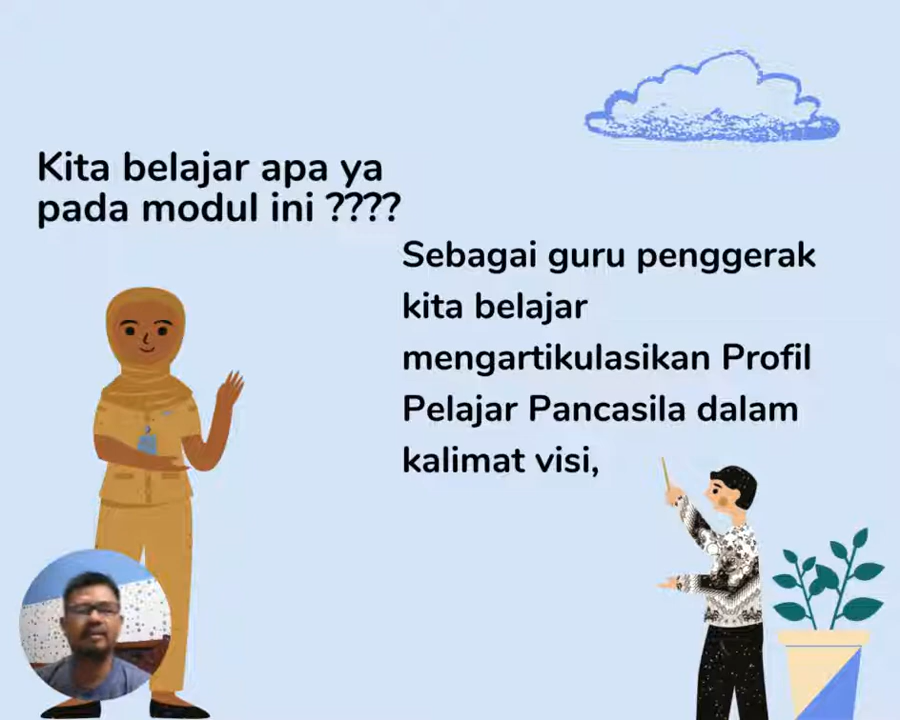 Kita belajar apa ya
pada modul ini ????
Sebagai guru penggerak
kita belajar
mengartikulasikan Profil
Pelajar Pancasila dalam
kalimat visi,